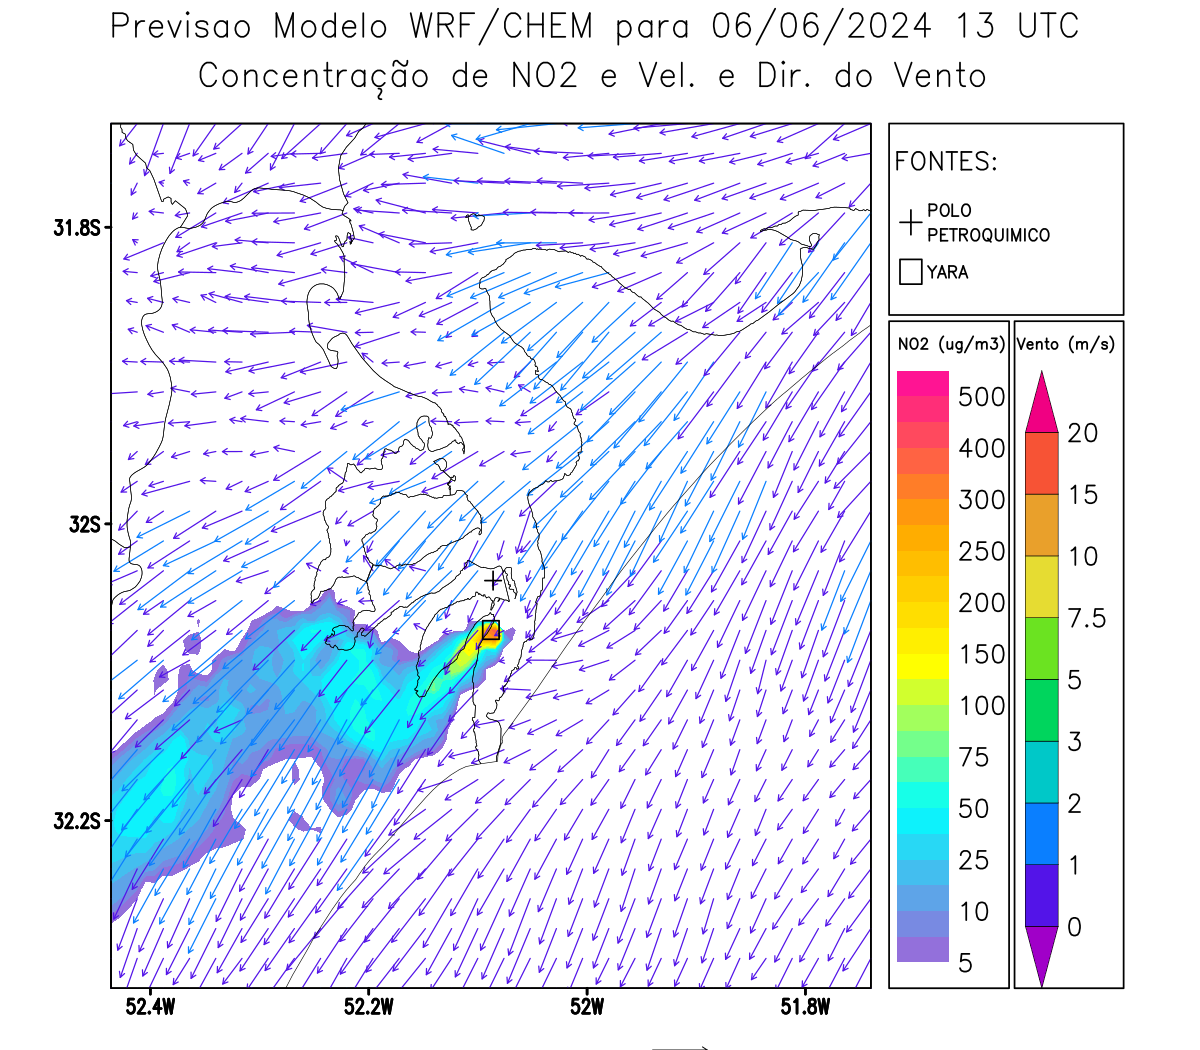 Previsao Modelo WRF/CHEM para 06/06/2024 13 UTC
Concentração de NO2 e Vel. e Dir. do Vento
FONTES:
POLO
PETROQUIMICO
YARA
NO2 (ug/m3)
500
400
300
250
200
150
100
75
50
25
10
5
Vento (m/s)
20
15
10
7.5
5
3
2
1
0
31.8S
32S
32.2S
52.4W
52.2W
52W
51.8W